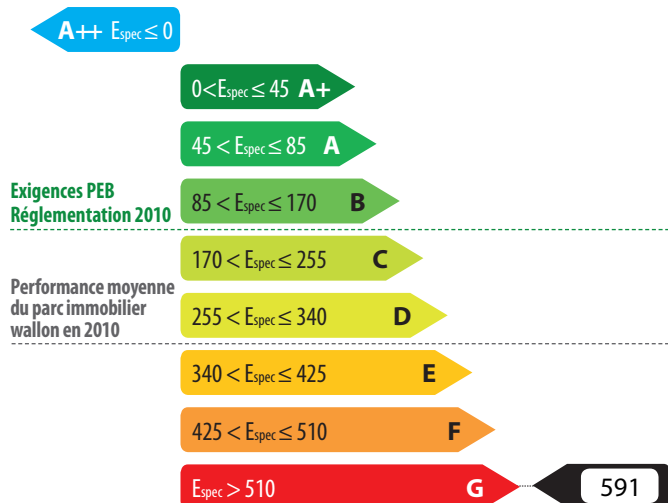 A++ Espec ≤ 0
0<Espec ≤ 45 A+
45 < Espec ≤ 85 A
Exigences PEB
Réglementation 2010
85 < Espec ≤ 170 B
170 < Espec ≤ 255 C
Performance moyenne
du parc immobilier
wallon en 2010
255 < Espec ≤ 340 D
340 < Espec ≤ 425 E
425 < Espec ≤ 510 F
Espec > 510 G
591